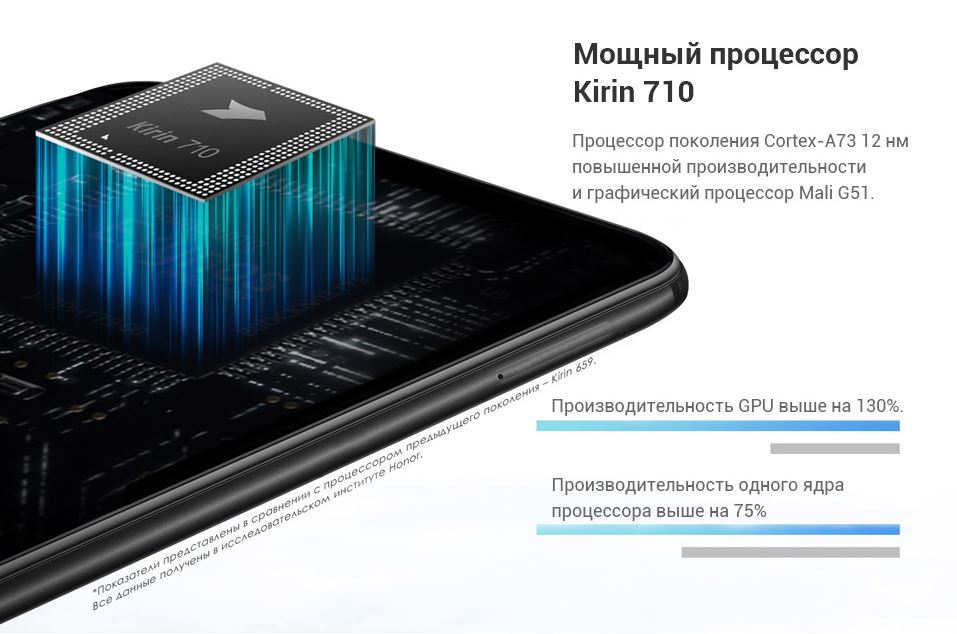 Мощный процессор
Kirin 710
Процессор поколения Cortex-A73 12 нм
повышенной производительности
и графический процессор Mali G51.
Kirin 710
Производительность GPU выше на 130%.
Производительность одного ядра
процессора выше на 75%
*Показатели представлены в сравнении с процессором предыдущего поколения – Kirin 659.
Все данные получены в исследовательском институте Honor.